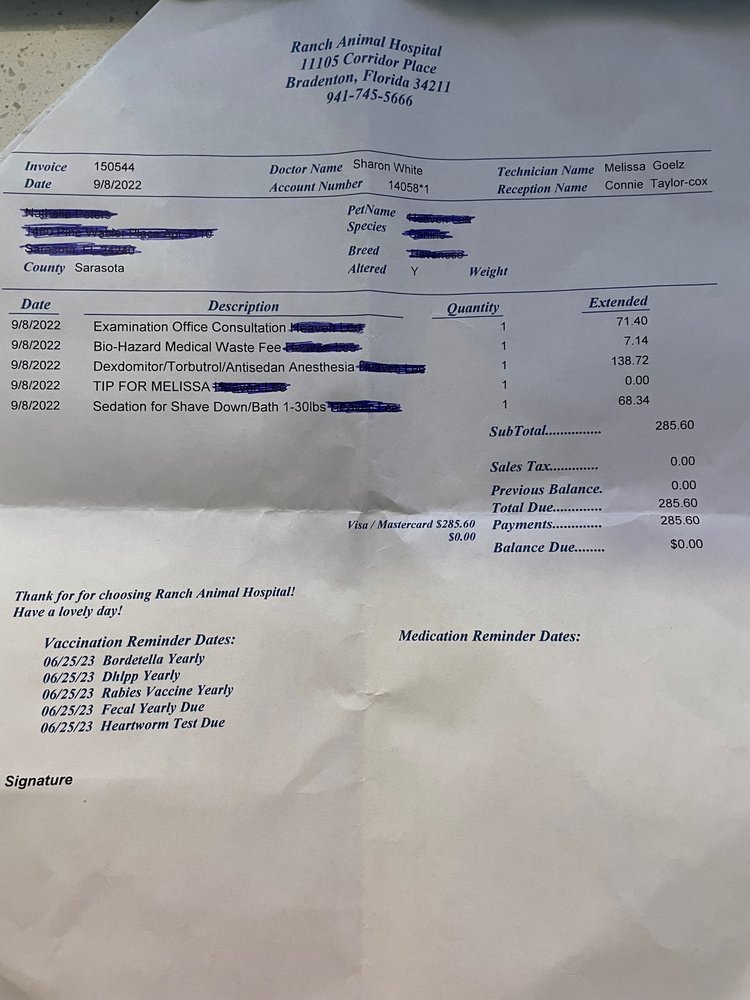 Ranch Animal Hospital
11105 Corridor Place
Bradenton, Florida 34211
941-745-5666
Invoice 150544 Doctor Name Sharon White Technician Name Melissa Goelz
Date 9/8/2022 Account Number 14058*1 Reception Name Connie Taylor-cox
PetName
Species
Breed
County Sarasota Altered Y Weight
Date Description Quantity Extended
9/8/2022 Examination Office Consultation 1 71.40
9/8/2022 Bio-Hazard Medical Waste Fee 1 7.14
9/8/2022 Dexdomitor/Torbutrol/Antisedan Anesthesia 1 138.72
9/8/2022 TIP FOR MELISSA 1 0.00
9/8/2022 Sedation for Shave Down/Bath 1-30lbs 1 68.34
SubTotal.............. 285.60
Sales Tax............ 0.00
Previous Balance. 0.00
Total Due............. 285.60
Visa / Mastercard $285.60 Payments............. 285.60
$0.00
Balance Due........ $0.00
Thank for for choosing Ranch Animal Hospital!
Have a lovely day!
Vaccination Reminder Dates: Medication Reminder Dates:
06/25/23 Bordetella Yearly
06/25/23 Dhlpp Yearly
06/25/23 Rabies Vaccine Yearly
06/25/23 Fecal Yearly Due
06/25/23 Heartworm Test Due
Signature